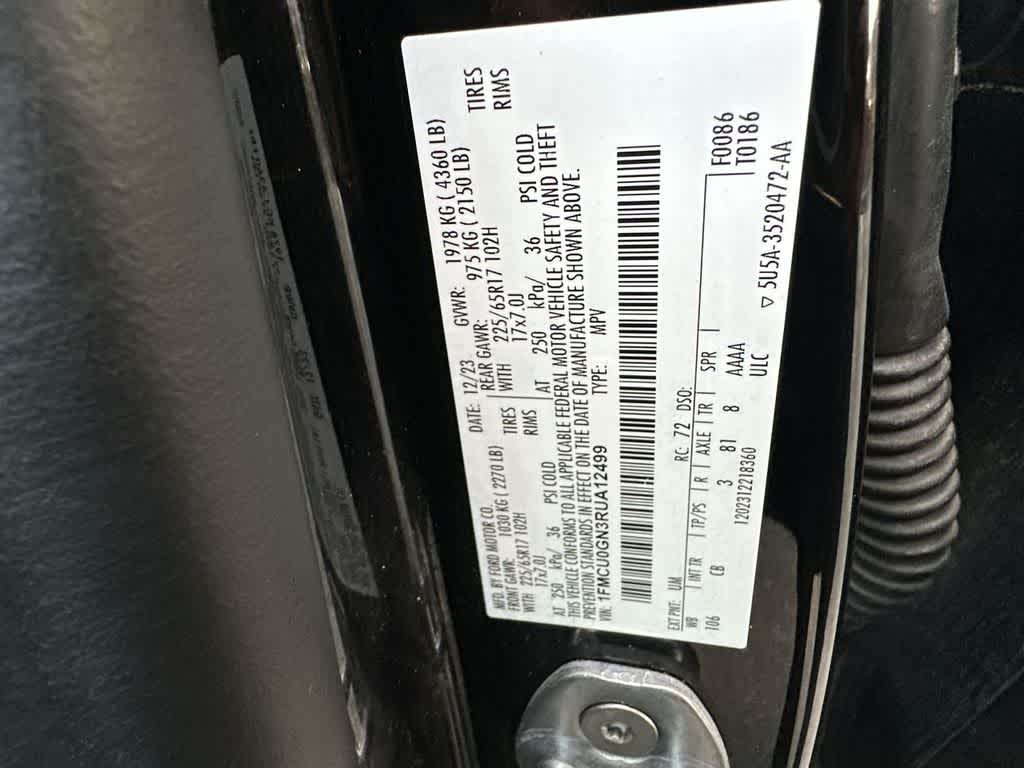 MFD. BY FORD MOTOR CO.
DATE: 12/23 GVWR: 1978 KG ( 4360 LB)
FRONT GAWR: 1030 KG ( 2270 LB) REAR GAWR: 975 KG ( 2150 LB)
WITH 225/65R17 102H TIRES WITH 225/65R17 102H TIRES
17x7.0J RIMS 17x7.0J RIMS
AT 250 kPa/ 36 PSI COLD AT 250 kPa/ 36 PSI COLD
THIS VEHICLE CONFORMS TO ALL APPLICABLE FEDERAL MOTOR VEHICLE SAFETY AND THEFT
PREVENTION STANDARDS IN EFFECT ON THE DATE OF MANUFACTURE SHOWN ABOVE.
VIN: 1FMCU0GN3RUA12499 TYPE: MPV
EXT PNT: UM RC: 72 DSO:
WB INT TR TP/PS R AXLE TR SPR F0086
106 CB 3 81 8 AAAA T0186
1202312218360 ULC
▽ 5U5A-3520472-AA